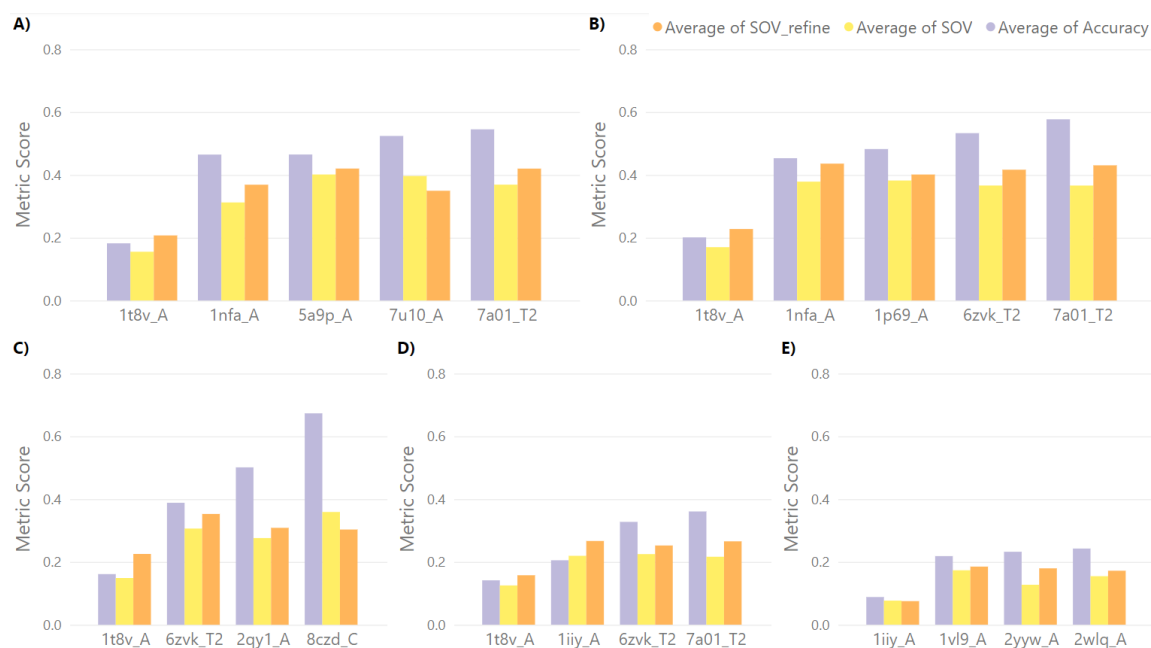 A)
B)
Average of SOV_refine Average of SOV Average of Accuracy
Metric Score
0.8
0.6
0.4
0.2
0.0
1t8v_A 1nfa_A 5a9p_A 7u10_A 7a01_T2
Metric Score
0.8
0.6
0.4
0.2
0.0
1t8v_A 1nfa_A 1p69_A 6zvk_T2 7a01_T2
C)
Metric Score
0.8
0.6
0.4
0.2
0.0
1t8v_A 6zvk_T2 2qy1_A 8czd_C
D)
Metric Score
0.8
0.6
0.4
0.2
0.0
1t8v_A 1iiy_A 6zvk_T2 7a01_T2
E)
Metric Score
0.8
0.6
0.4
0.2
0.0
1iiy_A 1vl9_A 2yyw_A 2wlq_A